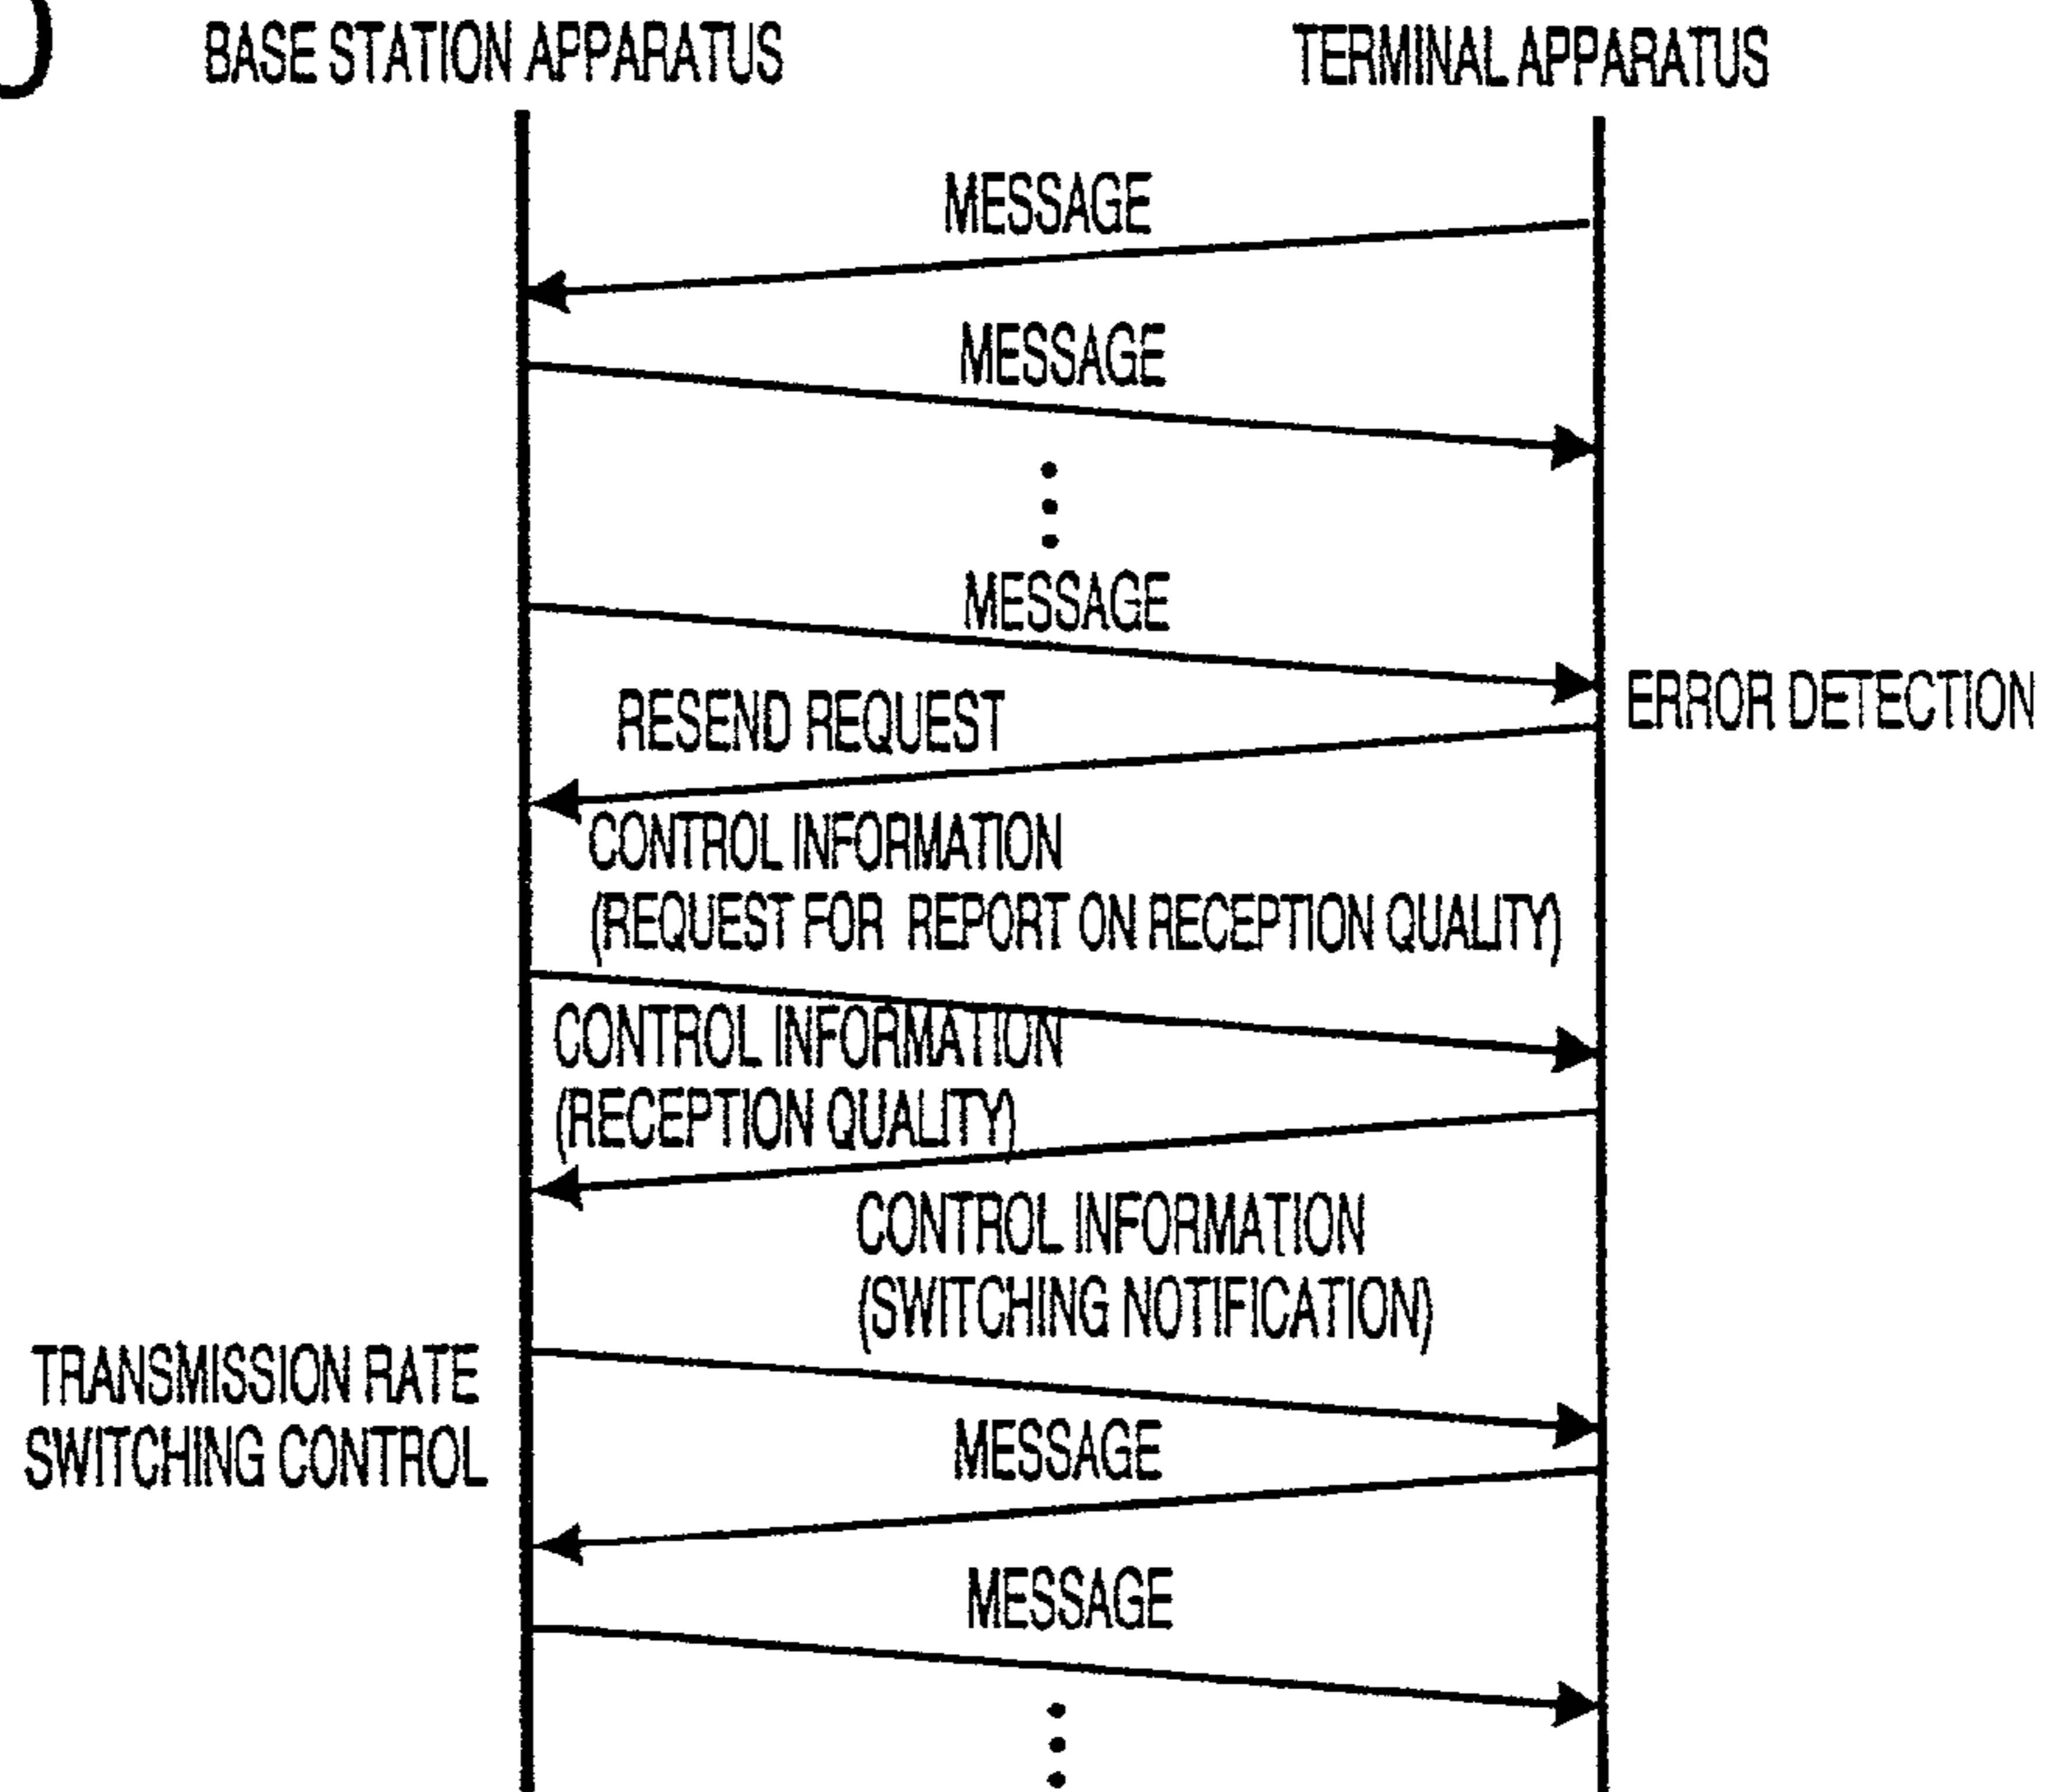 BASE STATION APPARATUS
TERMINAL APPARATUS
MESSAGE
MESSAGE
MESSAGE
ERROR DETECTION
RESEND REQUEST
CONTROL INFORMATION
(REQUEST FOR REPORT ON RECEPTION QUALITY)
CONTROL INFORMATION
(RECEPTION QUALITY)
CONTROL INFORMATION
(SWITCHING NOTIFICATION)
TRANSMISSION RATE
SWITCHING CONTROL
MESSAGE
MESSAGE